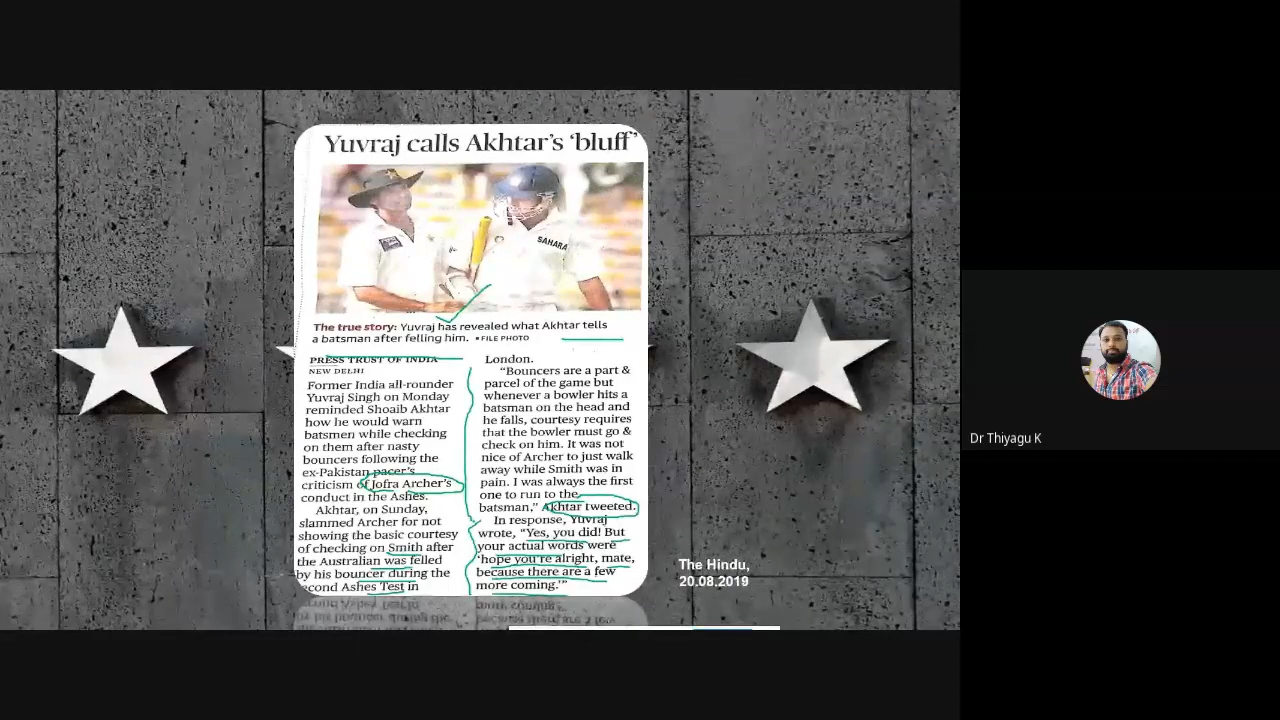 Yuvraj calls Akhtar's 'bluff'
SAHARA
The true story: Yuvraj has revealed what Akhtar tells
a batsman after felling him. ▪ FILE PHOTO
PRESS TRUST OF INDIA
NEW DELHI
Former India all-rounder
Yuvraj Singh on Monday
reminded Shoaib Akhtar
how he would warn
batsmen while checking
on them after nasty
bouncers following the
ex-Pakistan pacer's
criticism of Jofra Archer's
conduct in the Ashes.
Akhtar, on Sunday,
slammed Archer for not
showing the basic courtesy
of checking on Smith after
the Australian was felled
by his bouncer during the
cond Ashes Test in
London.
"Bouncers are a part &
parcel of the game but
whenever a bowler hits a
batsman on the head and
he falls, courtesy requires
that the bowler must go &
check on him. It was not
nice of Archer to just walk
away while Smith was in
pain. I was always the first
one to run to the
batsman," Akhtar tweeted.
In response, Yuvraj
wrote, "Yes, you did! But
your actual words were
'hope you're alright, mate,
because there are a few
more coming.'"
The Hindu,
20.08.2019
Dr Thiyagu K